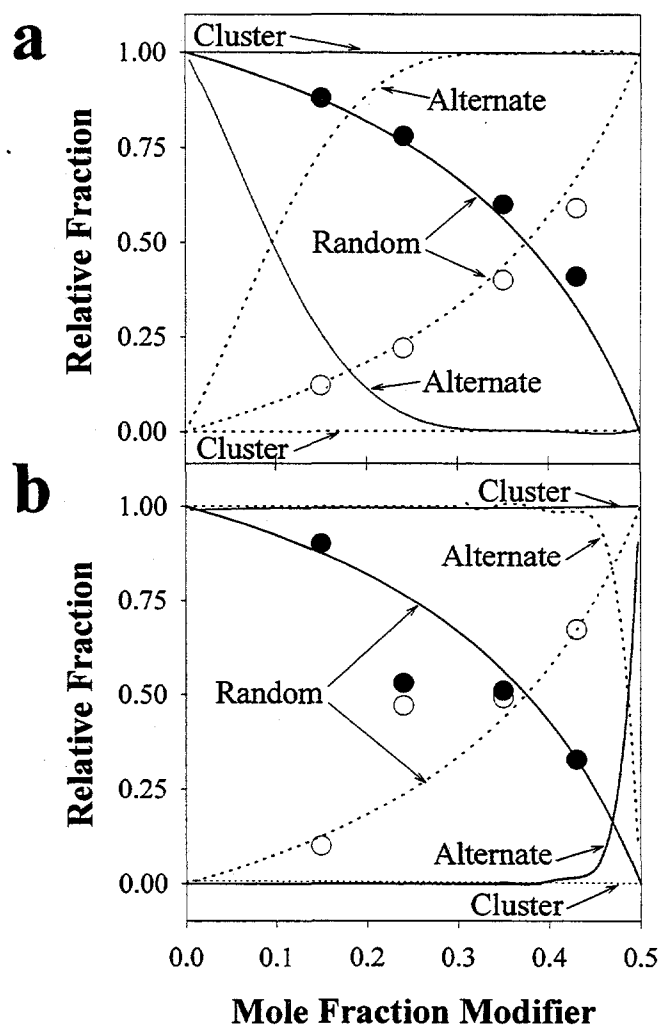 a
Cluster
1.00
Alternate
0.75
Relative Fraction
Random
0.50
0.25
Alternate
0.00
Cluster
b
Cluster
1.00
Alternate
0.75
Relative Fraction
Random
0.50
0.25
Alternate
0.00
Cluster
0.0 0.1 0.2 0.3 0.4 0.5
Mole Fraction Modifier